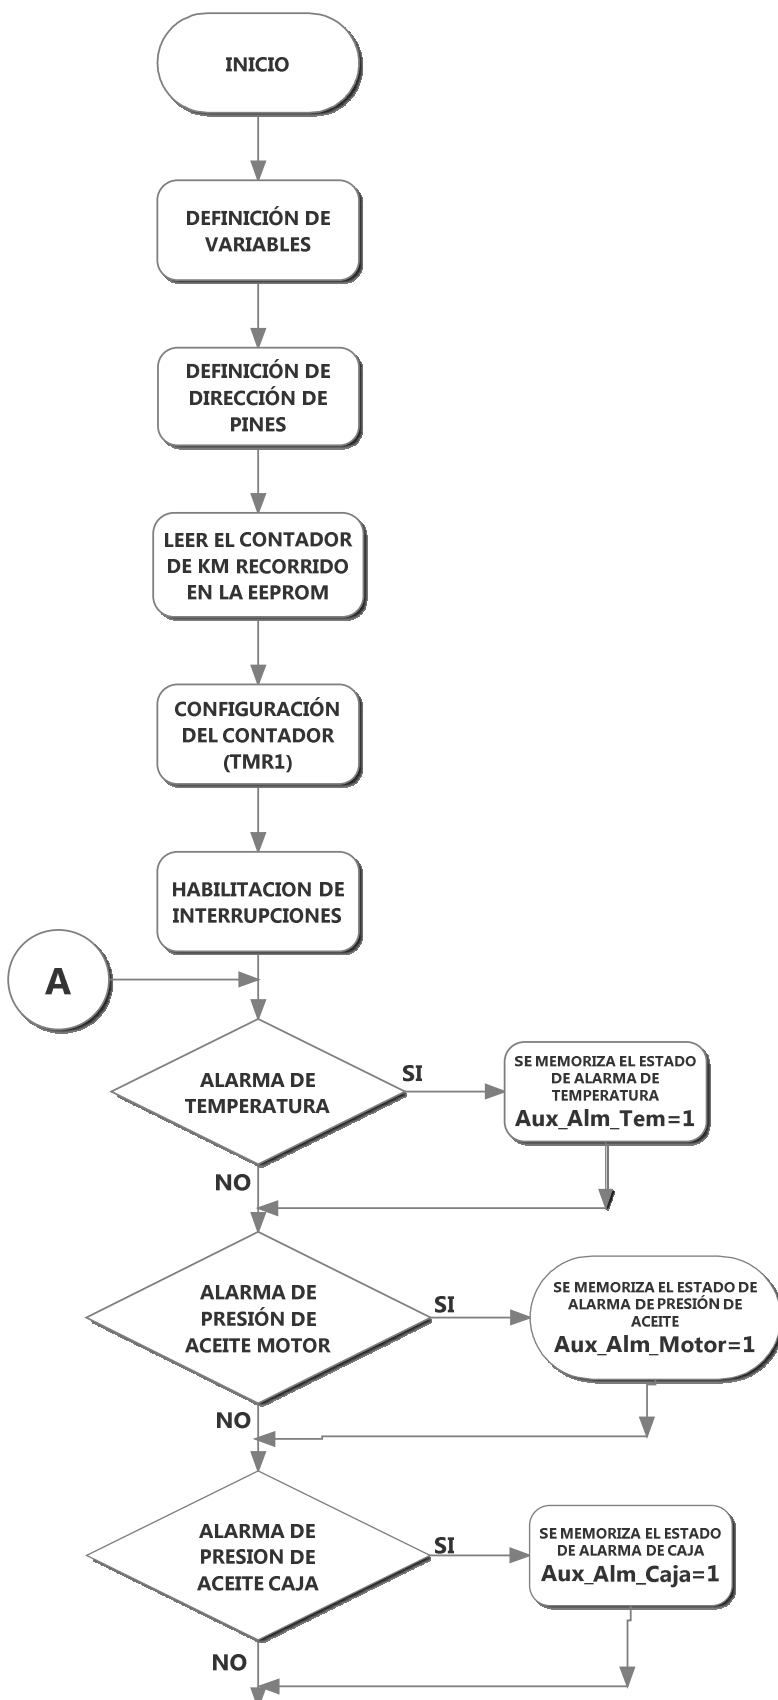 INICIO
DEFINICIÓN DE
VARIABLES
DEFINICIÓN DE
DIRECCIÓN DE
PINES
LEER EL CONTADOR
DE KM RECORRIDO
EN LA EEPROM
CONFIGURACIÓN
DEL CONTADOR
(TMR1)
HABILITACION DE
INTERRUPCIONES
A
ALARMA DE
TEMPERATURA
SI
SE MEMORIZA EL ESTADO
DE ALARMA DE
TEMPERATURA
Aux_Alm_Tem=1
NO
ALARMA DE
PRESIÓN DE
ACEITE MOTOR
SI
SE MEMORIZA EL ESTADO DE
ALARMA DE PRESIÓN DE
ACEITE
Aux_Alm_Motor=1
NO
ALARMA DE
PRESION DE
ACEITE CAJA
SI
SE MEMORIZA EL ESTADO
DE ALARMA DE CAJA
Aux_Alm_Caja=1
NO